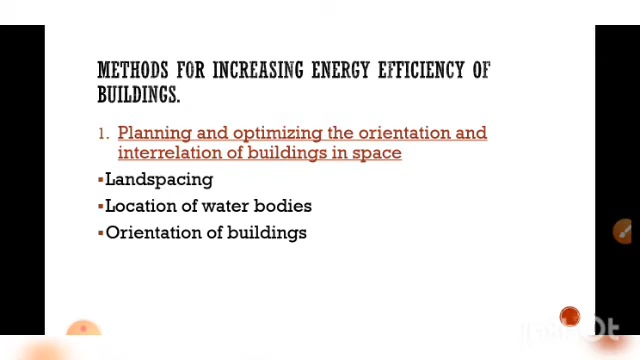 METHODS FOR INCREASING ENERGY EFFICIENCY OF
BUILDINGS.
1. Planning and optimizing the orientation and
interrelation of buildings in space
▪Landspacing
▪Location of water bodies
▪Orientation of buildings